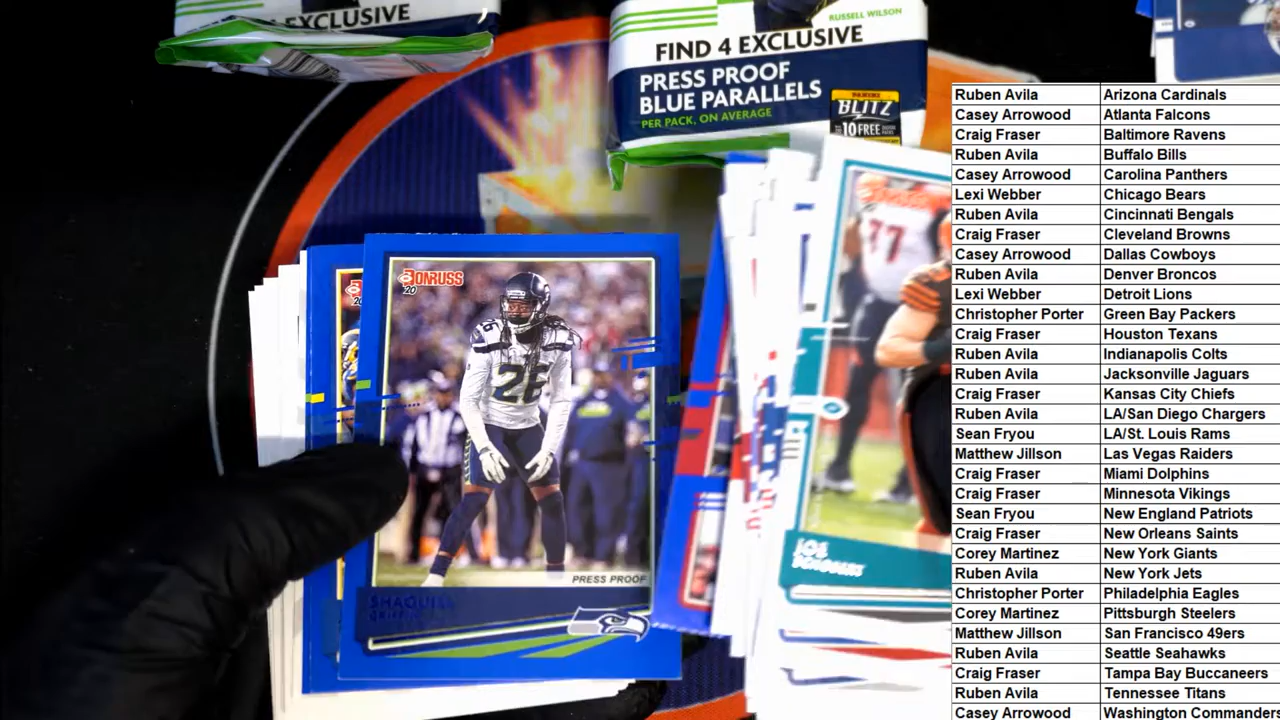 EXCLUSIVE
RUSSELL WILSON
FIND 4 EXCLUSIVE
PRESS PROOF
BLUE PARALLELS
PER PACK, ON AVERAGE
PANINI
BLITZ
10 FREE
DONRUSS
20
26
26
PRESS PROOF
SHAQUILL
20
77
JOE
Ruben Avila Arizona Cardinals
Casey Arrowood Atlanta Falcons
Craig Fraser Baltimore Ravens
Ruben Avila Buffalo Bills
Casey Arrowood Carolina Panthers
Lexi Webber Chicago Bears
Ruben Avila Cincinnati Bengals
Craig Fraser Cleveland Browns
Casey Arrowood Dallas Cowboys
Ruben Avila Denver Broncos
Lexi Webber Detroit Lions
Christopher Porter Green Bay Packers
Craig Fraser Houston Texans
Ruben Avila Indianapolis Colts
Ruben Avila Jacksonville Jaguars
Craig Fraser Kansas City Chiefs
Ruben Avila LA/San Diego Chargers
Sean Fryou LA/St. Louis Rams
Matthew Jillson Las Vegas Raiders
Craig Fraser Miami Dolphins
Craig Fraser Minnesota Vikings
Sean Fryou New England Patriots
Craig Fraser New Orleans Saints
Corey Martinez New York Giants
Ruben Avila New York Jets
Christopher Porter Philadelphia Eagles
Corey Martinez Pittsburgh Steelers
Matthew Jillson San Francisco 49ers
Ruben Avila Seattle Seahawks
Craig Fraser Tampa Bay Buccaneers
Ruben Avila Tennessee Titans
Casey Arrowood Washington Commanders